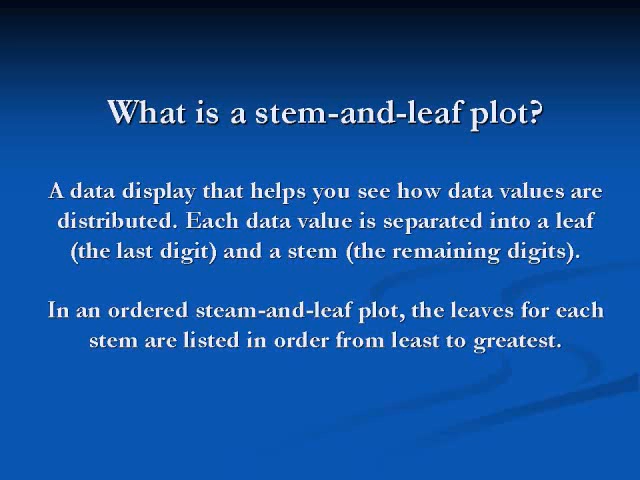 What is a stem-and-leaf plot?
A data display that helps you see how data values are
distributed. Each data value is separated into a leaf
(the last digit) and a stem (the remaining digits).
In an ordered steam-and-leaf plot, the leaves for each
stem are listed in order from least to greatest.